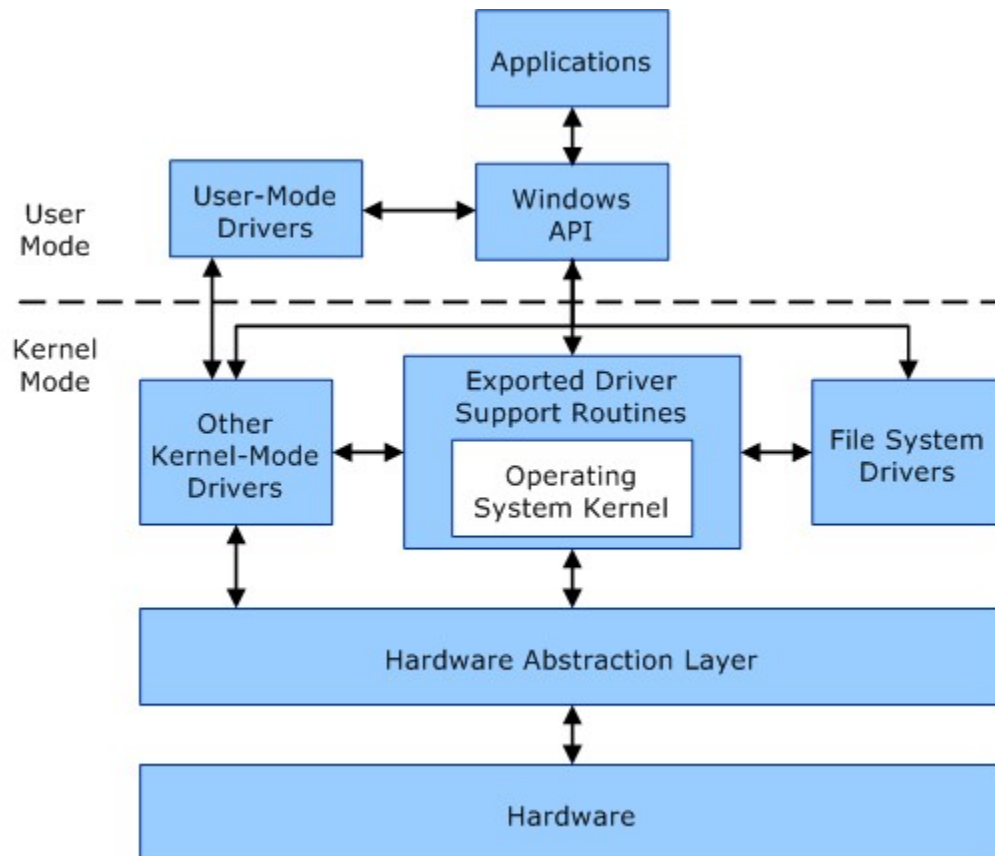 Applications
User-Mode
Drivers
Windows
API
User
Mode
Kernel
Mode
Exported Driver
Support Routines
Other
Kernel-Mode
Drivers
Operating
System Kernel
File System
Drivers
Hardware Abstraction Layer
Hardware